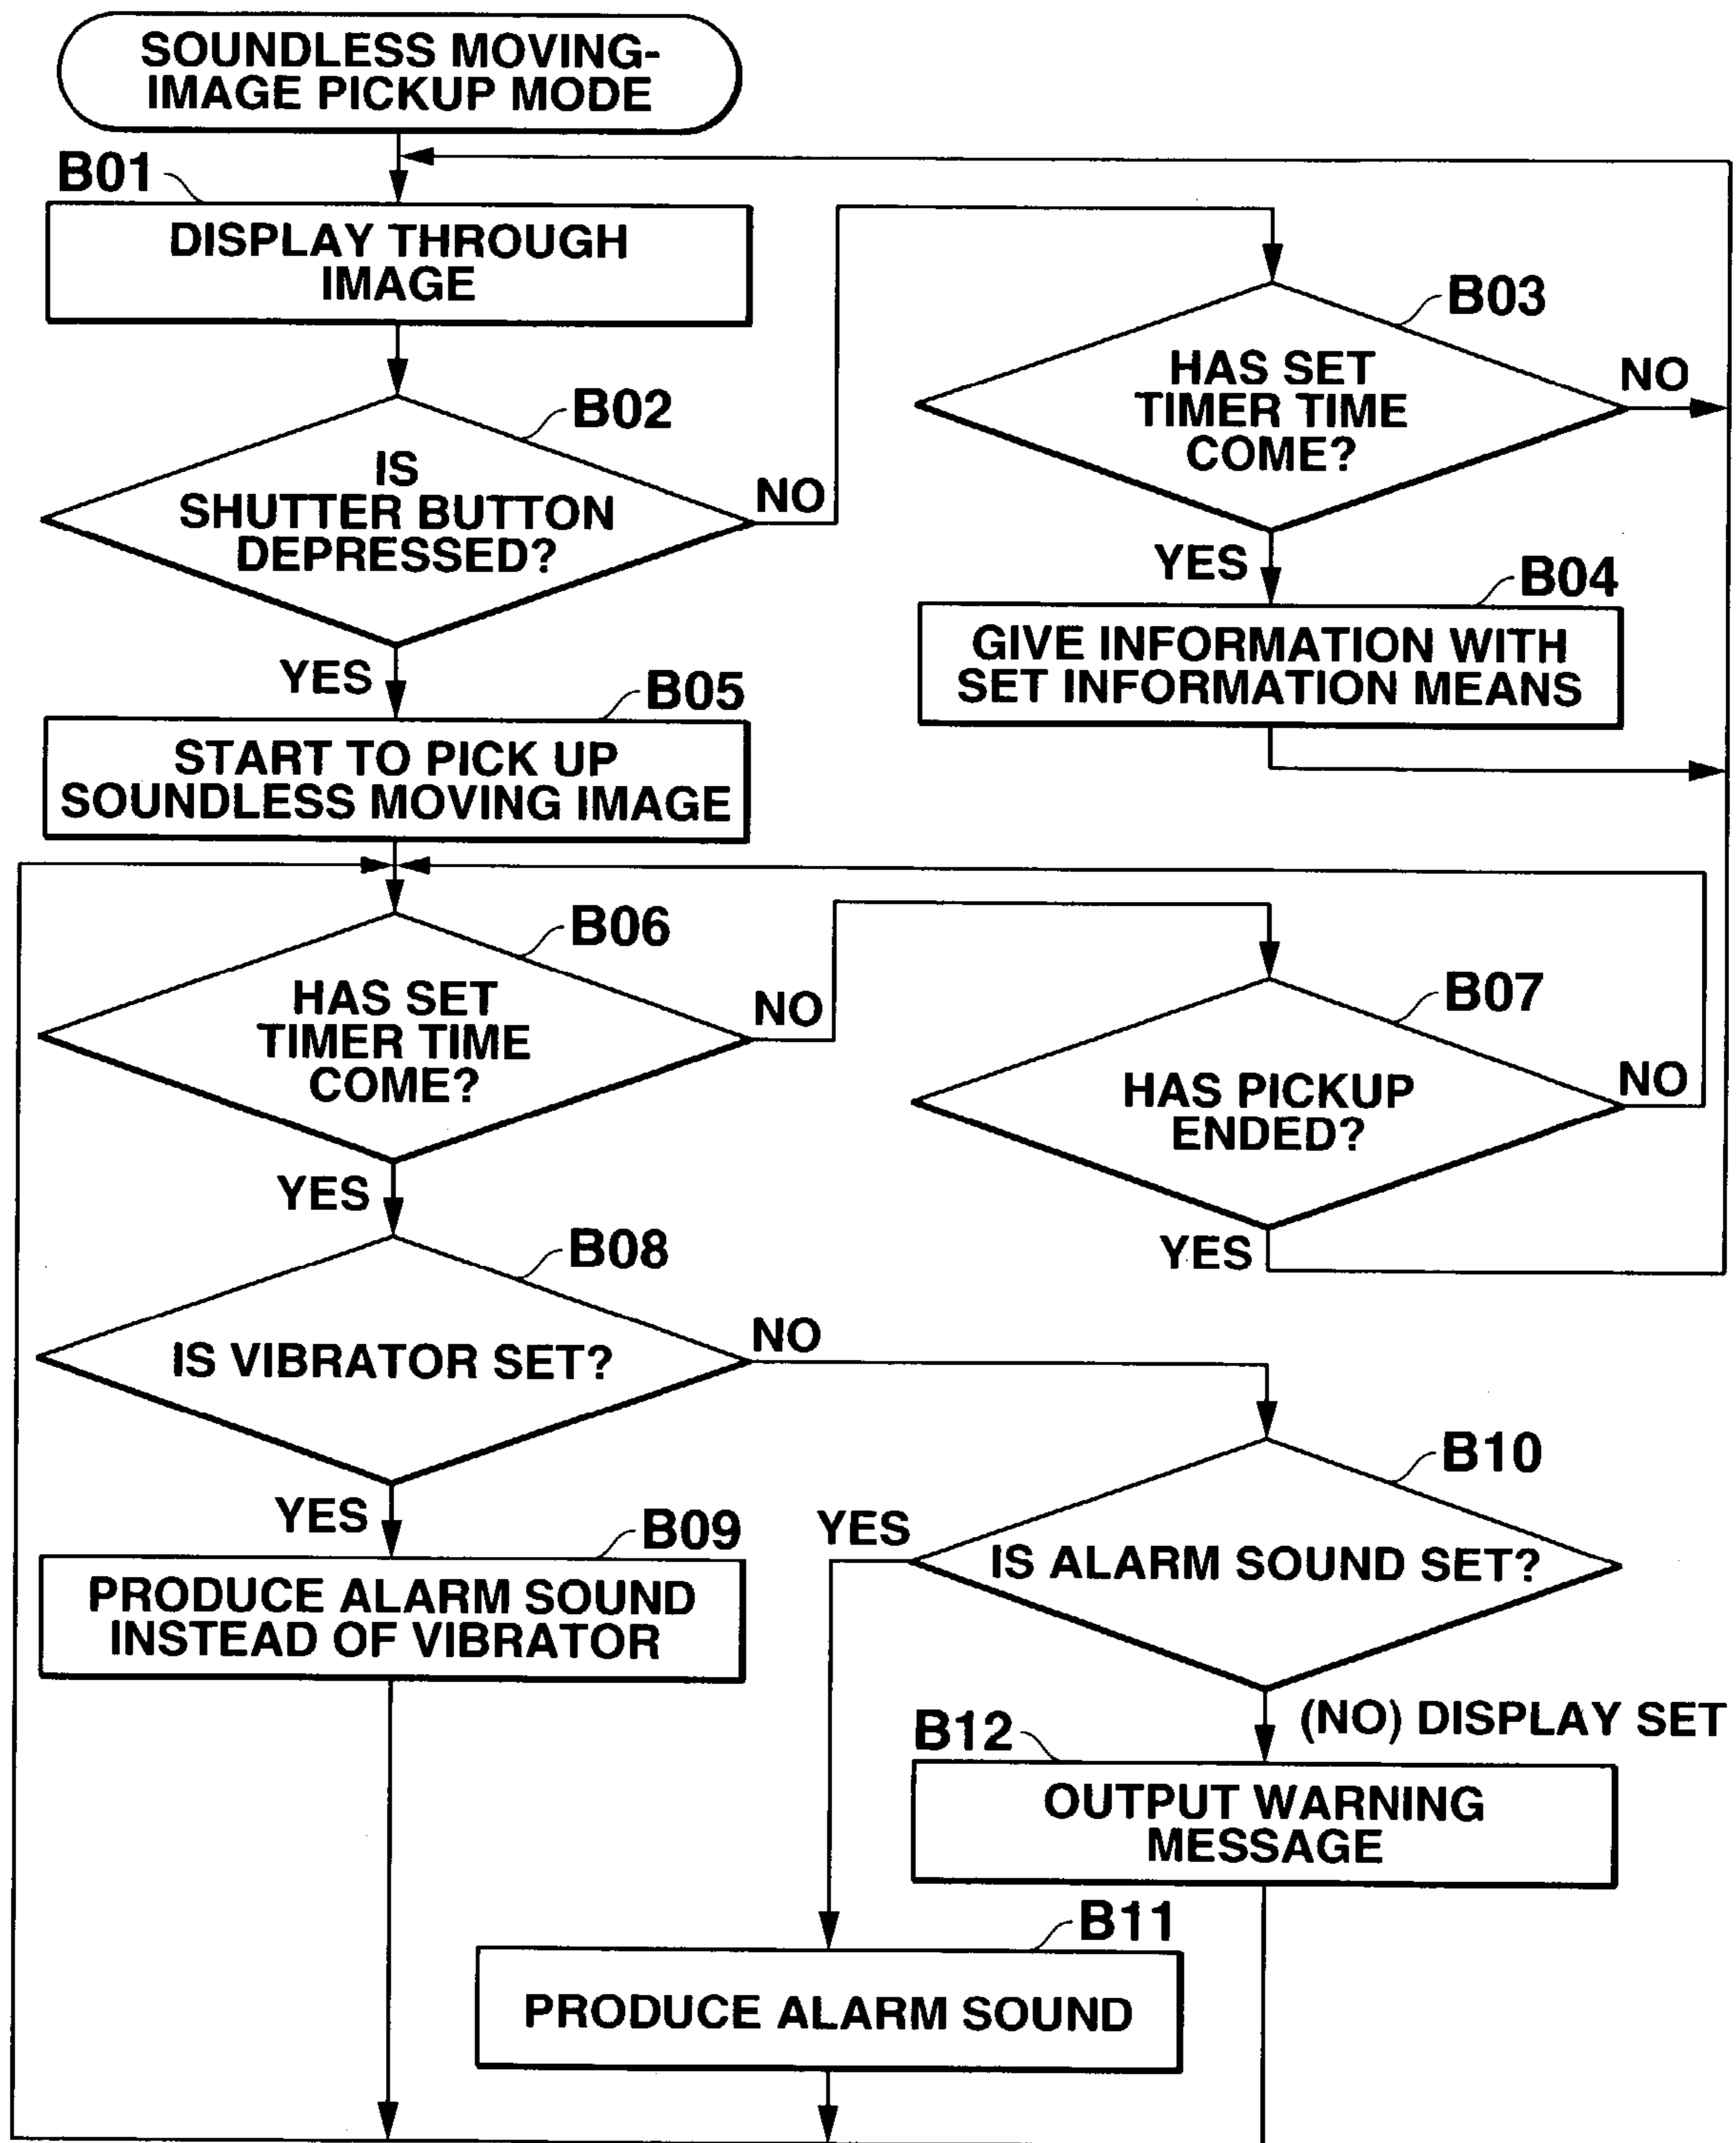 SOUNDLESS MOVING-
IMAGE PICKUP MODE
B01
DISPLAY THROUGH
IMAGE
B02
IS
SHUTTER BUTTON
DEPRESSED?
NO
B03
HAS SET
TIMER TIME
COME?
NO
YES
B04
GIVE INFORMATION WITH
SET INFORMATION MEANS
YES
B05
START TO PICK UP
SOUNDLESS MOVING IMAGE
B06
HAS SET
TIMER TIME
COME?
NO
B07
HAS PICKUP
ENDED?
NO
YES
YES
B08
IS VIBRATOR SET?
NO
YES
B09
PRODUCE ALARM SOUND
INSTEAD OF VIBRATOR
B10
IS ALARM SOUND SET?
YES
(NO) DISPLAY SET
B12
OUTPUT WARNING
MESSAGE
B11
PRODUCE ALARM SOUND